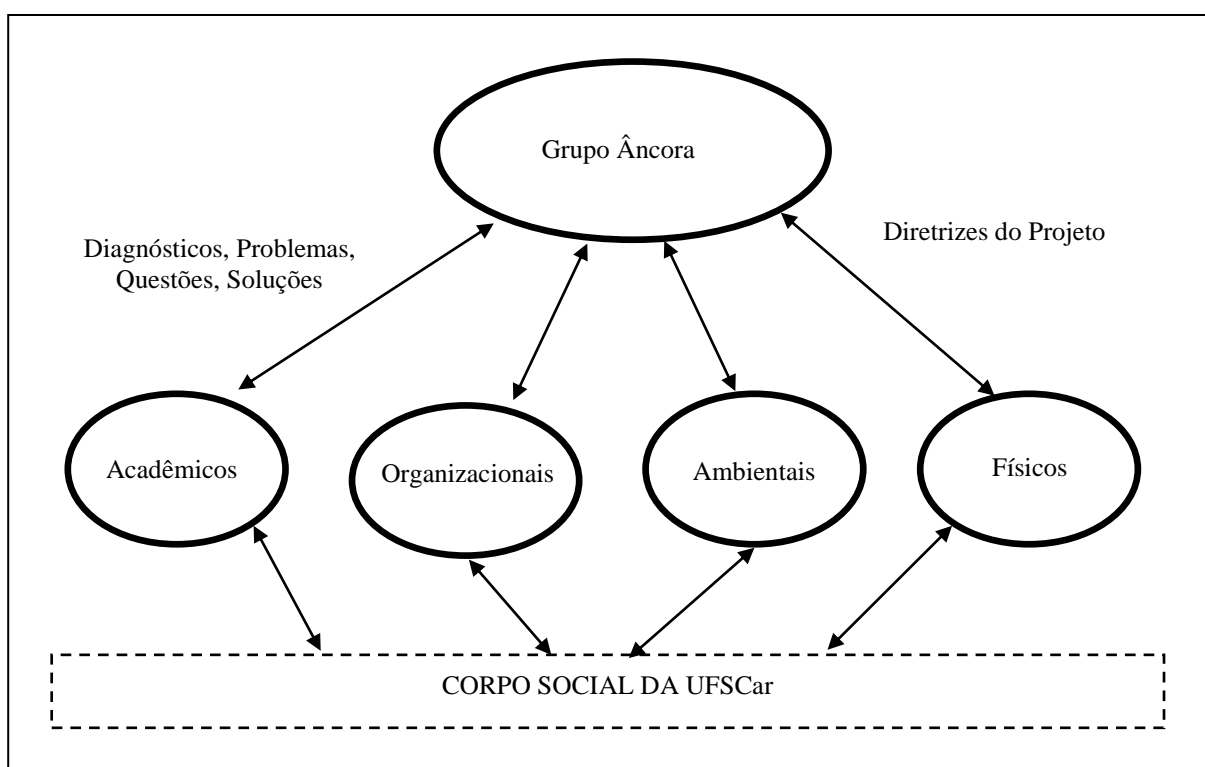 Grupo Âncora
Diagnósticos, Problemas,
Questões, Soluções
Diretrizes do Projeto
Acadêmicos
Organizacionais
Ambientais
Físicos
CORPO SOCIAL DA UFSCar